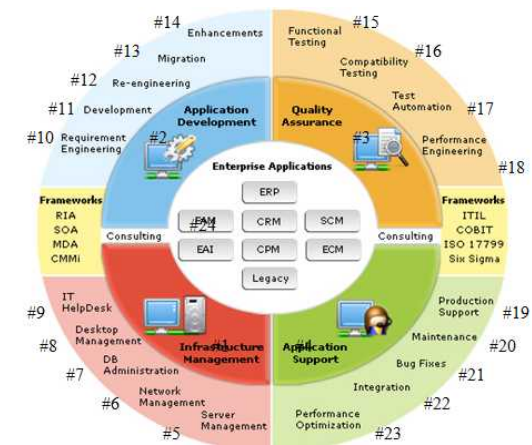 #14
Enhancements
#13
Migration
#12
Re-engineering
#11
Development
#10
Requirement
Engineering
Application
Development
#2
#15
Functional
Testing
#16
Compatibility
Testing
Test
Automation
#17
Performance
Engineering
#18
Quality
Assurance
#3
Enterprise Applications
ERP
EAM
CRM
SCM
#24
EAI
CPM
ECM
Legacy
Frameworks
RIA
SOA
MDA
CMMi
Consulting
Consulting
Frameworks
ITIL
COBIT
ISO 17799
Six Sigma
#9
IT
HelpDesk
#8
Desktop
Management
#7
DB
Administration
#6
Network
Management
#5
Server
Management
Infrastructure
Management
#1
Application
Support
#4
Production
Support
#19
Maintenance
#20
Bug Fixes
#21
Integration
#22
Performance
Optimization
#23